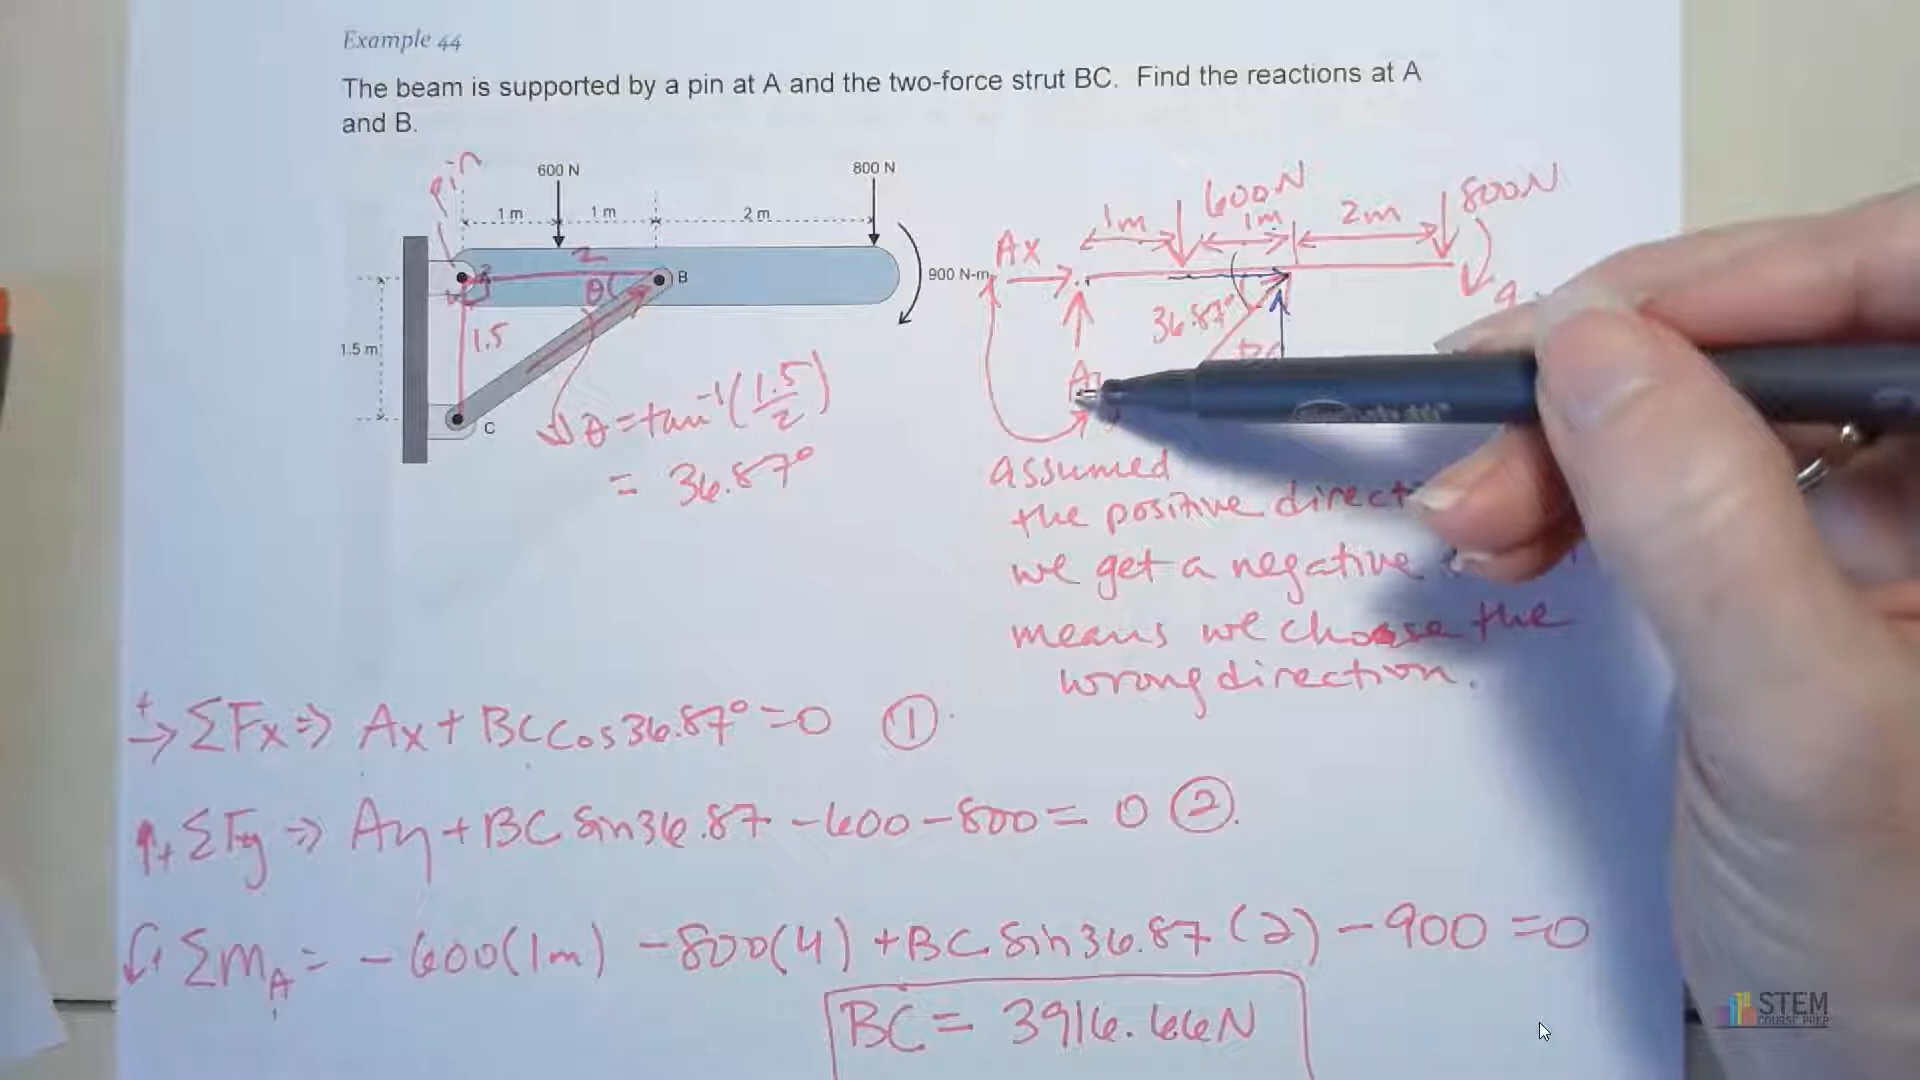 Example 44
The beam is supported by a pin at A and the two-force strut BC. Find the reactions at A
and B.
pin
600 N
800 N
1 m
1 m
2 m
2
θ
B
900 N-m
1.5
1.5 m
C
θ = tan⁻¹(1.5/2)
= 36.87°
600N
800N
1m
1m
2m
Ax
36.87°
assumed
the positive
we get a negative
means we choose the
wrong direction.
+→ ΣFx ⇒ Ax + BC cos 36.87° = 0 ①
↑+ ΣFy ⇒ Ay + BC Sin 36.87 - 600 - 800 = 0 ②.
ΣMA = - 600(1m) - 800(4) + BC Sin 36.87 (2) - 900 = 0
BC = 3916.66N
STEM
COURSE PREP